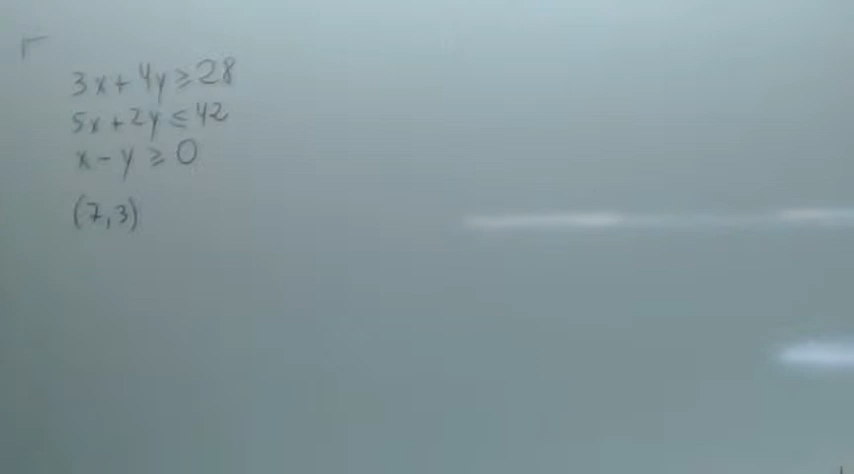 3x + 4y ≥ 28
5x + 2y ≤ 42
x - y ≥ 0
(7,3)